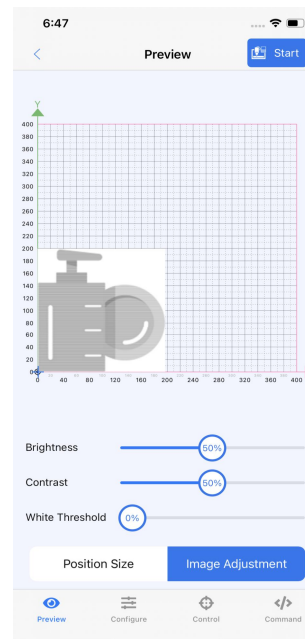 6:47
Preview
Start
Y
400
380
360
340
320
300
280
260
240
220
200
180
160
140
120
100
80
60
40
20
0
0 40 80 120 160 200 240 280 320 360 400
Brightness 50%
Contrast 50%
White Threshold 0%
Position Size Image Adjustment
Preview Configure Control Command